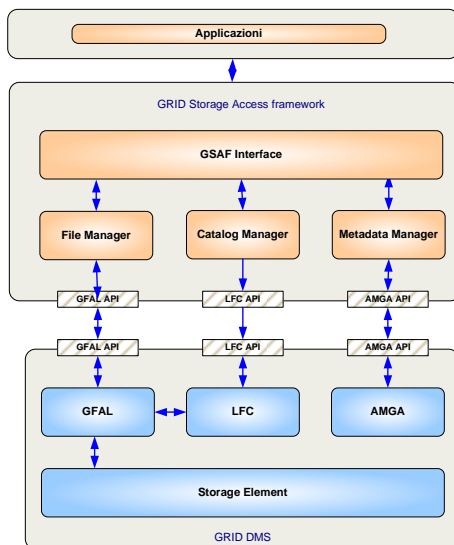 Applicazioni
GRID Storage Access framework
GSAF Interface
File Manager
Catalog Manager
Metadata Manager
GFAL API
LFC API
AMGA API
GFAL API
LFC API
AMGA API
GFAL
LFC
AMGA
Storage Element
GRID DMS